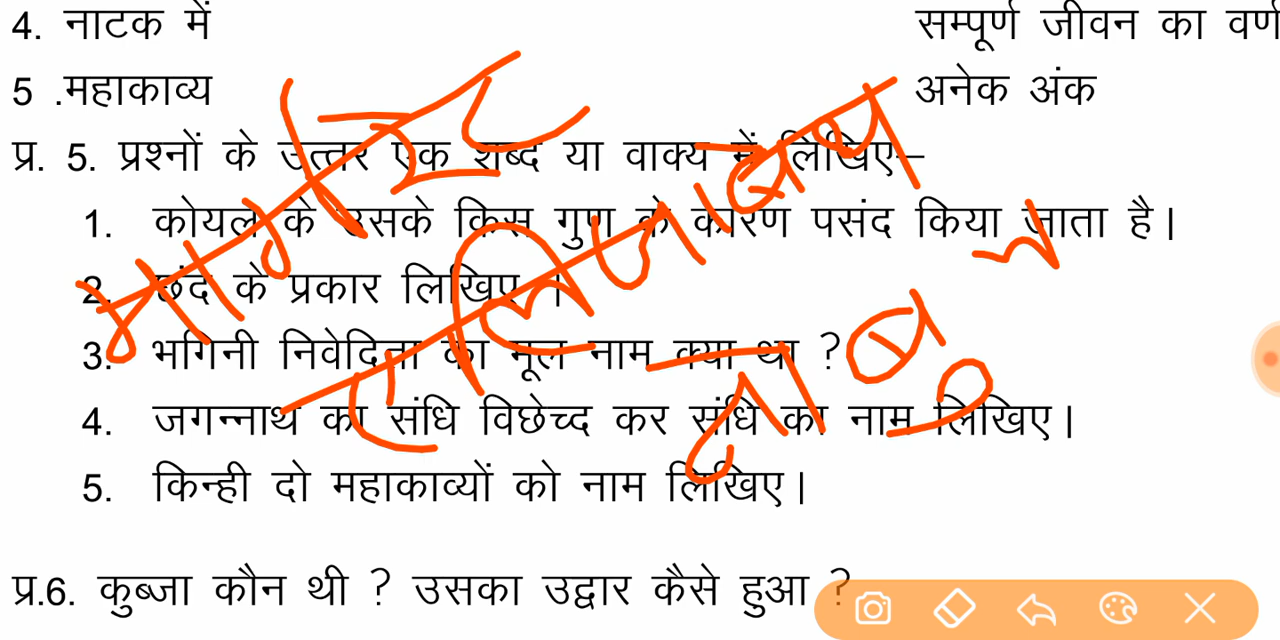 4. नाटक में सम्पूर्ण जीवन का वर्ण
5 .महाकाव्य अनेक अंक
प्र. 5. प्रश्नों के उत्तर एक शब्द या वाक्य में लिखिए–
1. कोयल के उसके किस गुण के कारण पसंद किया जाता है।
2. छंद के प्रकार लिखिए ।
3. भगिनी निवेदिता का मूल नाम क्या था ?
4. जगन्नाथ का संधि विछेच्द कर संधि का नाम लिखिए।
5. किन्ही दो महाकाव्यों को नाम लिखिए।
प्र.6. कुब्जा कौन थी ? उसका उद्वार कैसे हुआ ?